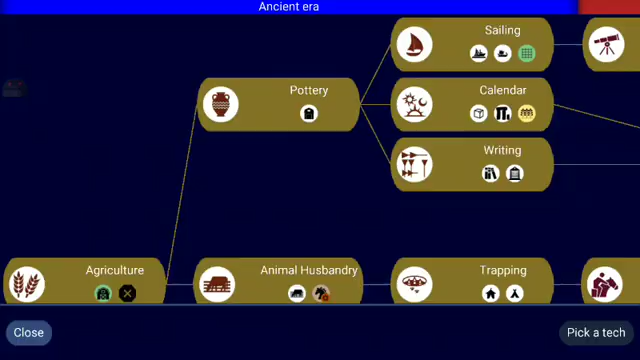 Ancient era
Sailing
Pottery
Calendar
Writing
Agriculture
Animal Husbandry
Trapping
Close
Pick a tech